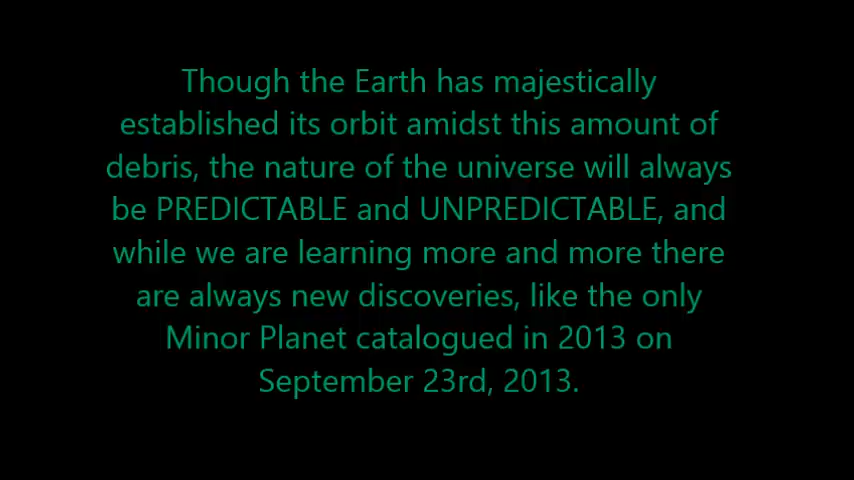 Though the Earth has majestically
established its orbit amidst this amount of
debris, the nature of the universe will always
be PREDICTABLE and UNPREDICTABLE, and
while we are learning more and more there
are always new discoveries, like the only
Minor Planet catalogued in 2013 on
September 23rd, 2013.